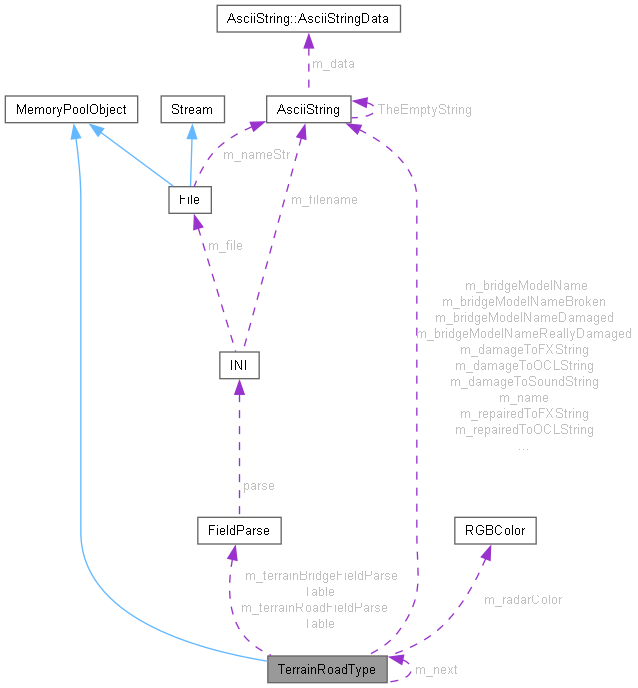 AsciiString::AsciiStringData
m_data
MemoryPoolObject
Stream
AsciiString
TheEmptyString
m_nameStr
File
m_filename
m_file
m_bridgeModelName
m_bridgeModelNameBroken
m_bridgeModelNameDamaged
m_bridgeModelNameReallyDamaged
m_damageToFXString
m_damageToOCLString
m_damageToSoundString
m_name
m_repairedToFXString
m_repairedToOCLString
...
INI
parse
FieldParse
RGBColor
m_terrainBridgeFieldParse
Table
m_terrainRoadFieldParse
Table
m_radarColor
TerrainRoadType
m_next